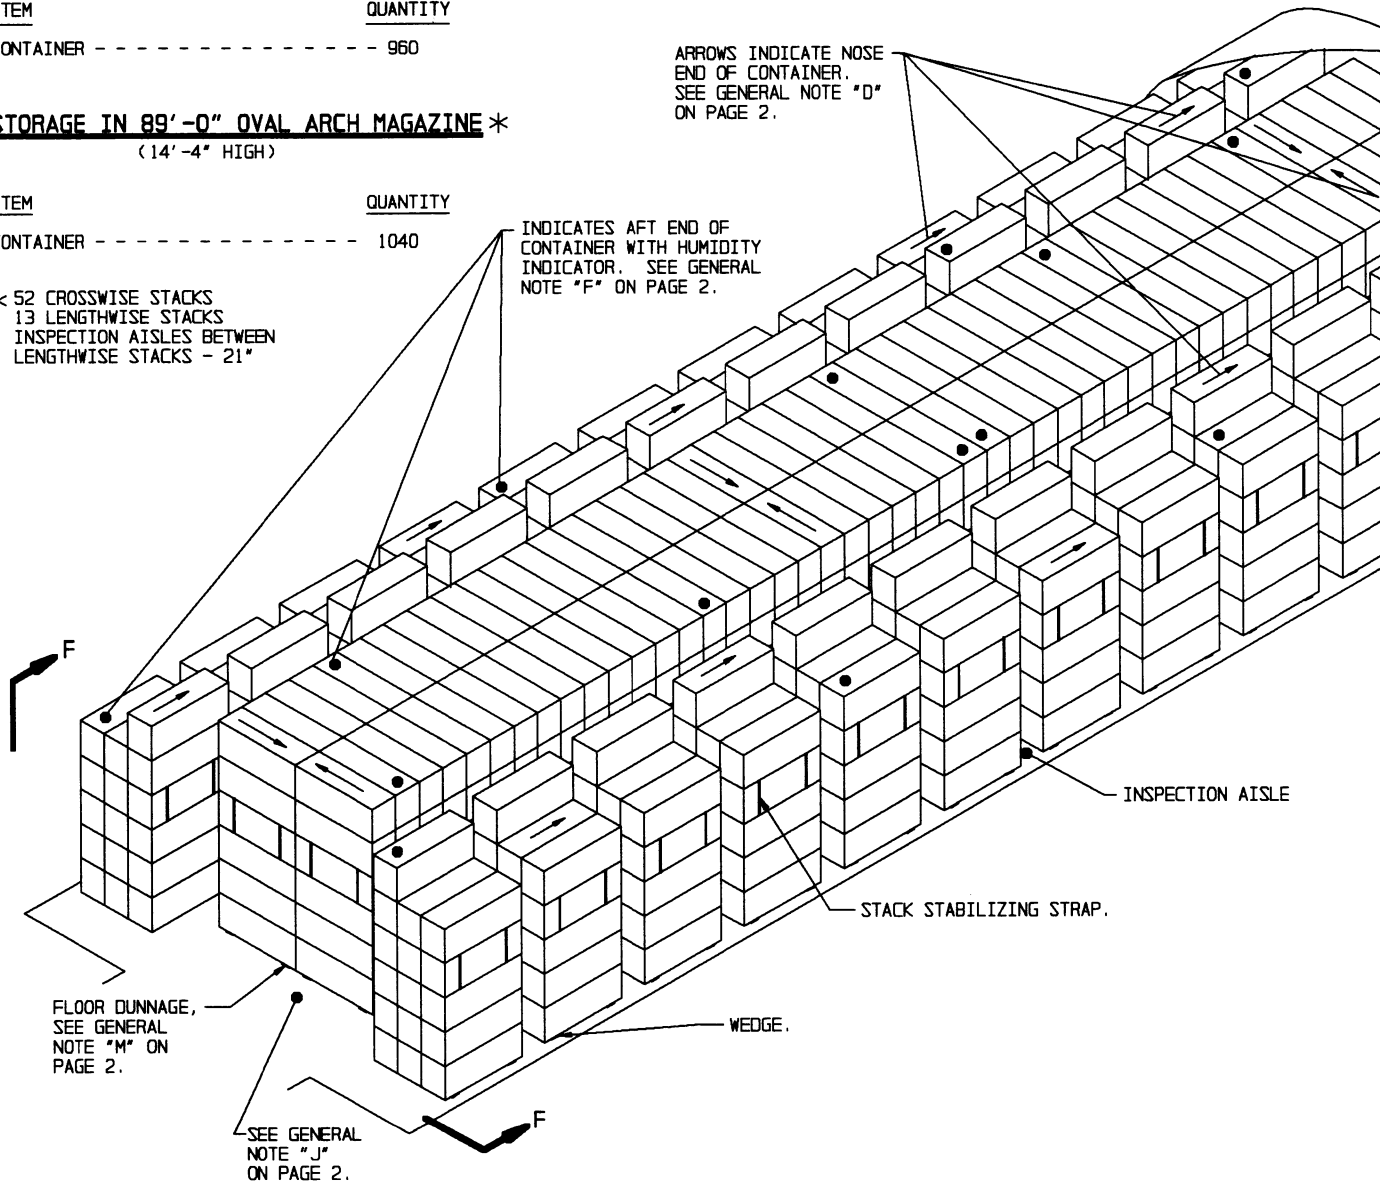 TEM QUANTITY
ONTAINER - - - - - - - - - - - - - - 960
STORAGE IN 89'-0" OVAL ARCH MAGAZINE *
(14'-4" HIGH)
TEM QUANTITY
ONTAINER - - - - - - - - - - - - - 1040
52 CROSSWISE STACKS
13 LENGTHWISE STACKS
INSPECTION AISLES BETWEEN
LENGTHWISE STACKS - 21"
ARROWS INDICATE NOSE
END OF CONTAINER.
SEE GENERAL NOTE "D"
ON PAGE 2.
INDICATES AFT END OF
CONTAINER WITH HUMIDITY
INDICATOR. SEE GENERAL
NOTE "F" ON PAGE 2.
F
INSPECTION AISLE
STACK STABILIZING STRAP.
FLOOR DUNNAGE,
SEE GENERAL
NOTE "M" ON
PAGE 2.
WEDGE.
F
SEE GENERAL
NOTE "J"
ON PAGE 2.